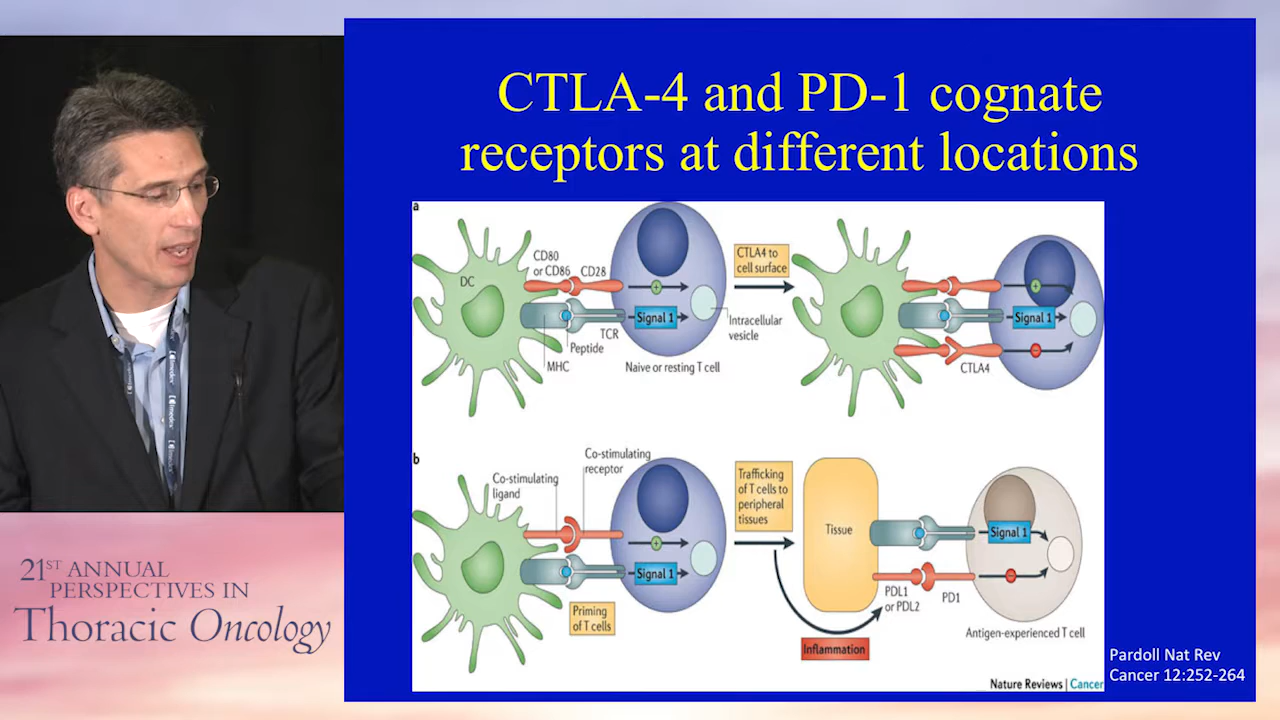 CTLA-4 and PD-1 cognate
receptors at different locations
a
DC
CD80
or CD86
CD28
TCR
Peptide
MHC
Signal 1
Intracellular
vesicle
Naive or resting T cell
CTLA4 to
cell surface
Signal 1
CTLA4
b
Co-stimulating
ligand
Co-stimulating
receptor
Signal 1
Priming
of T cells
Trafficking
of T cells to
peripheral
tissues
Inflammation
Tissue
Signal 1
PDL1
or PDL2
PD1
Antigen-experienced T cell
Nature Reviews | Cancer
Pardoll Nat Rev
Cancer 12:252-264
21ST ANNUAL
PERSPECTIVES IN
Thoracic Oncology
imedex
imedex